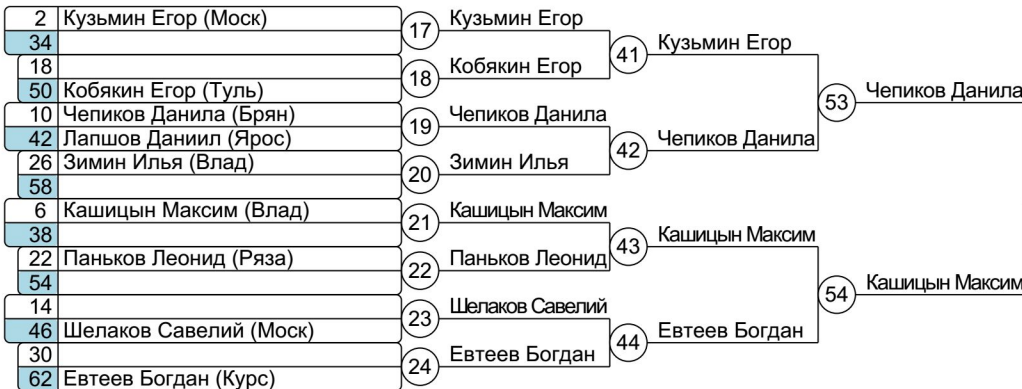 2 Кузьмин Егор (Моск)
34
17
Кузьмин Егор
18
50 Кобякин Егор (Туль)
18
Кобякин Егор
41
Кузьмин Егор
10 Чепиков Данила (Брян)
42 Лапшов Даниил (Ярос)
19
Чепиков Данила
26 Зимин Илья (Влад)
58
20
Зимин Илья
42
Чепиков Данила
53
Чепиков Данила
6 Кашицын Максим (Влад)
38
21
Кашицын Максим
22 Паньков Леонид (Ряза)
54
22
Паньков Леонид
43
Кашицын Максим
14
46 Шелаков Савелий (Моск)
23
Шелаков Савелий
30
62 Евтеев Богдан (Курс)
24
Евтеев Богдан
44
Евтеев Богдан
54
Кашицын Максим